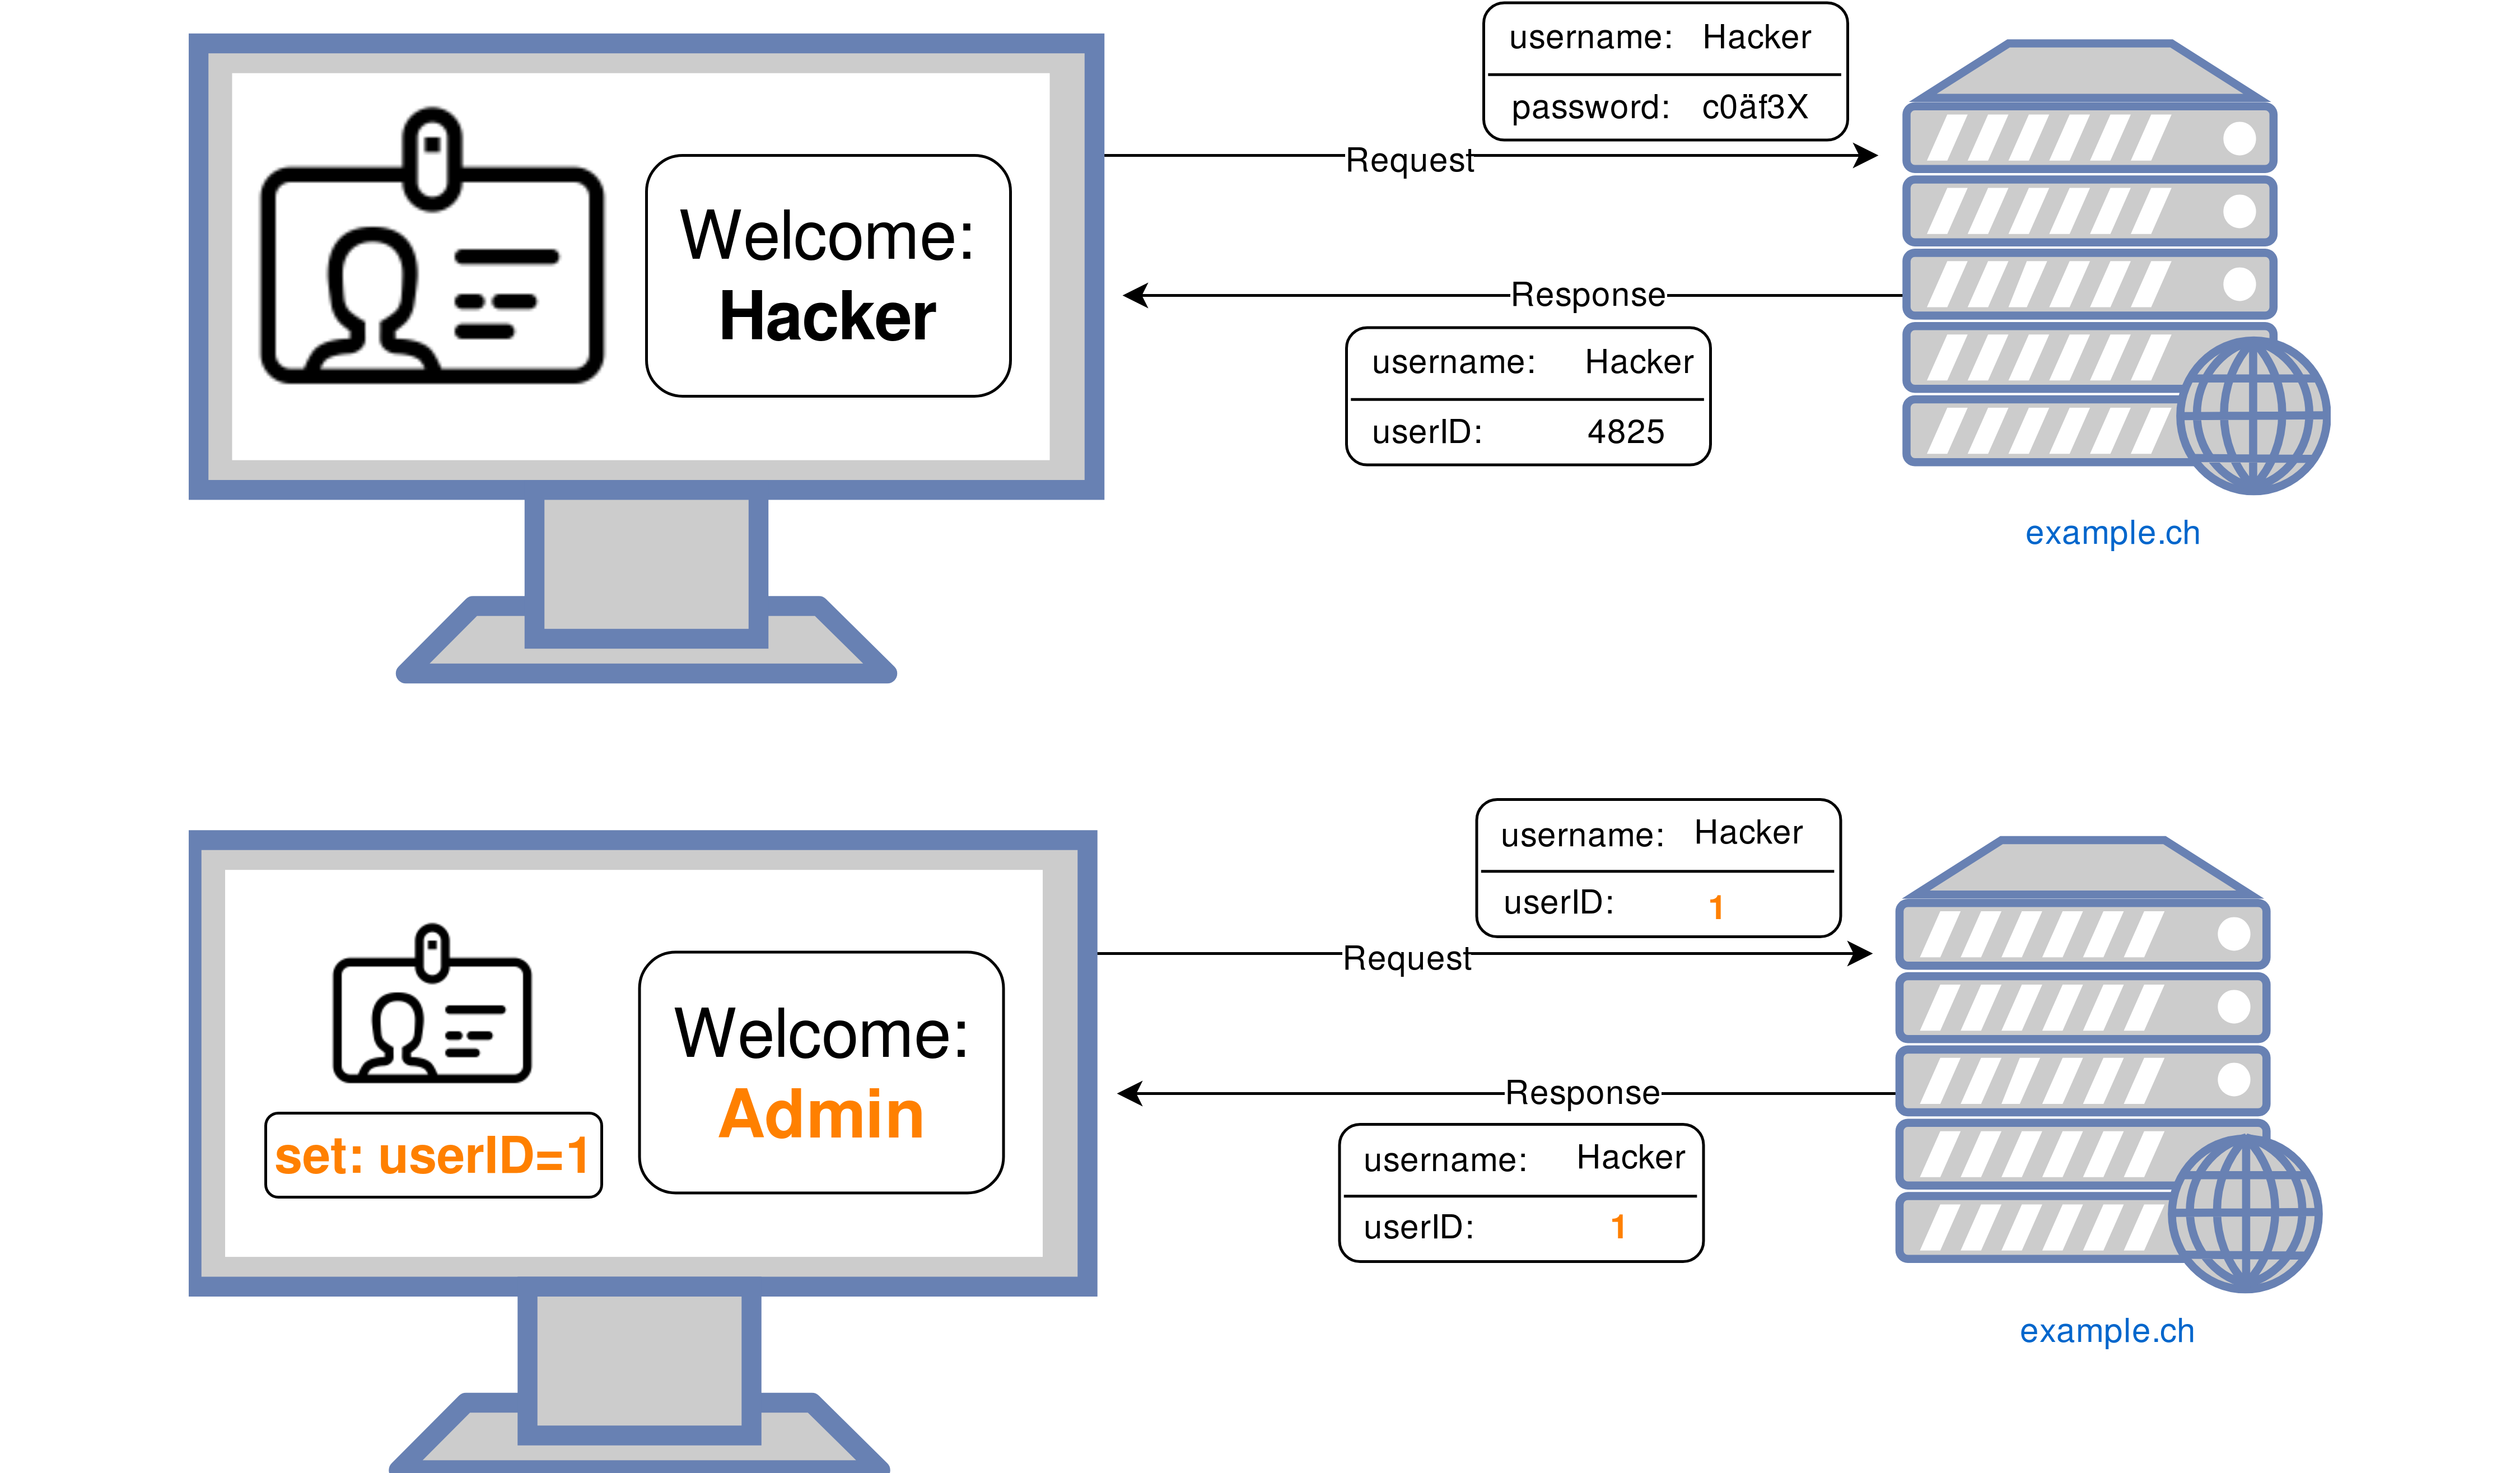 username: Hacker
password: c0äf3X
Request
Welcome:
Hacker
Response
username: Hacker
userID: 4825
example.ch
username: Hacker
userID: 1
Request
Welcome:
Admin
set: userID=1
Response
username: Hacker
userID: 1
example.ch